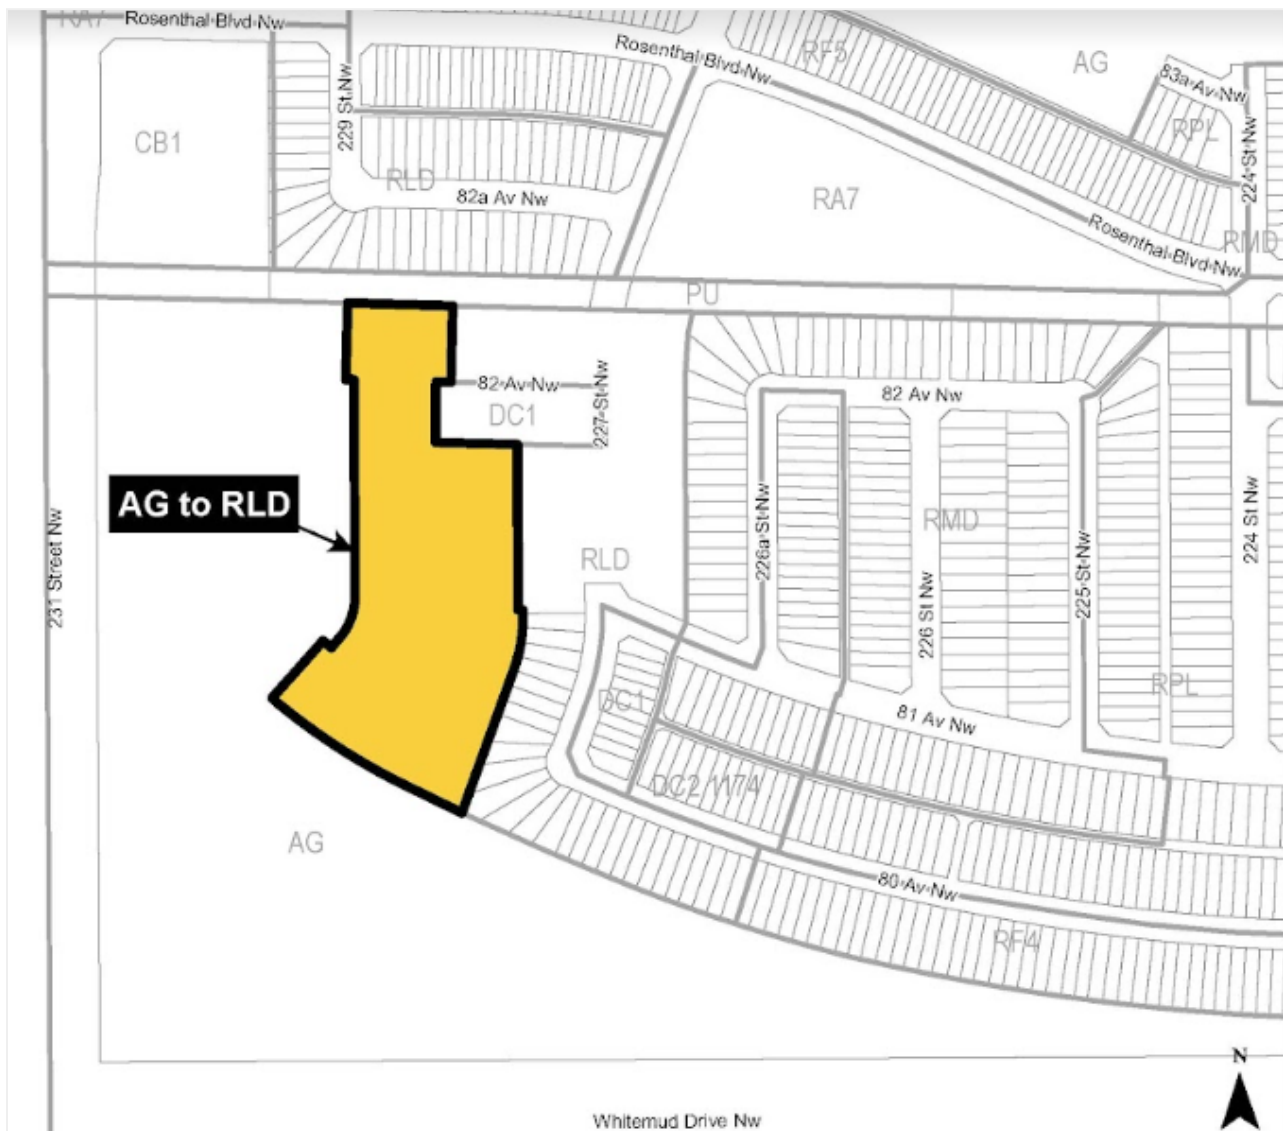 RA7
Rosenthal Blvd Nw
Rosenthal Blvd Nw
RF5
AG
83a Av Nw
RPL
CB1
229 St Nw
RLD
82a Av Nw
RA7
224 St Nw
Rosenthal Blvd Nw
RMD
PU
82 Av Nw
DC1
227 St Nw
82 Av Nw
AG to RLD
231 Street Nw
RLD
226a St Nw
RMD
226 St Nw
225 St Nw
224 St Nw
DC1
81 Av Nw
RPL
DC2 1174
AG
80 Av Nw
RF4
N
Whitemud Drive Nw